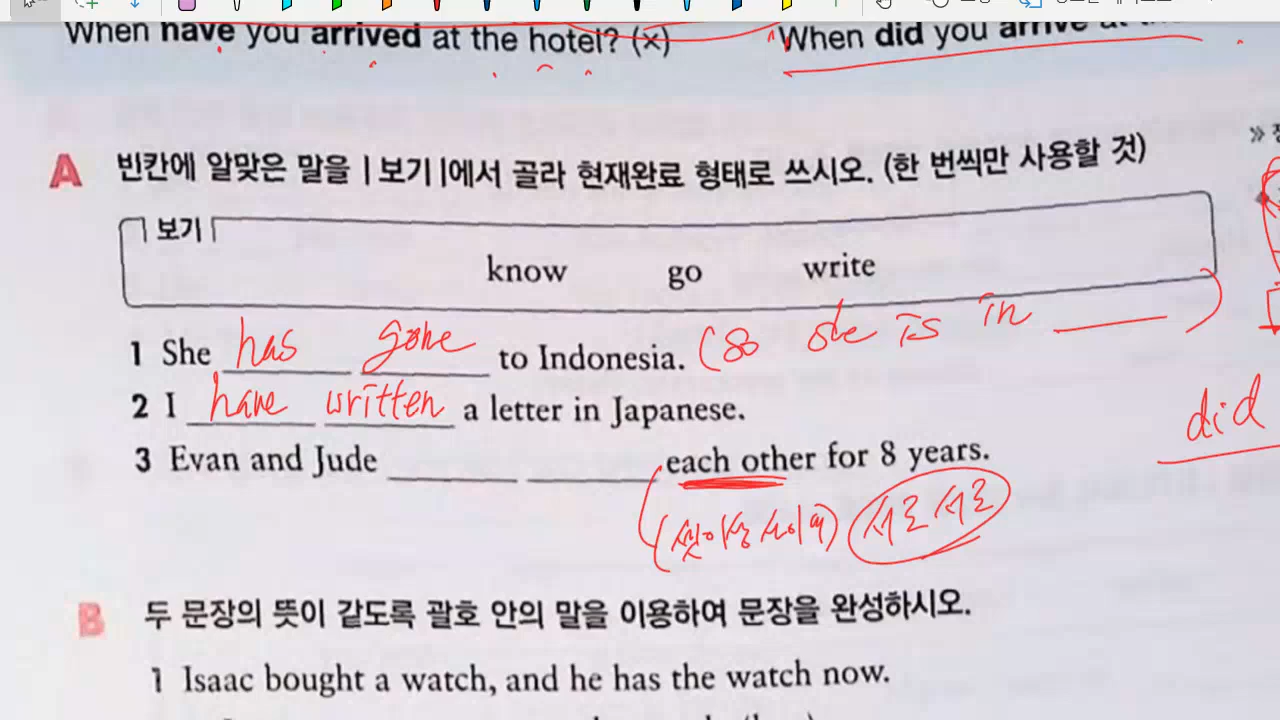 When have you arrived at the hotel? (×) When did you arrive at the
A 빈칸에 알맞은 말을 |보기|에서 골라 현재완료 형태로 쓰시오. (한 번씩만 사용할 것)
| 보기 |
know go write
1 She has gone to Indonesia. (so she is in ____)
2 I have written a letter in Japanese.
did
3 Evan and Jude ____ ____ each other for 8 years.
(셋이상 사이에) 서로서로
B 두 문장의 뜻이 같도록 괄호 안의 말을 이용하여 문장을 완성하시오.
1 Isaac bought a watch, and he has the watch now.